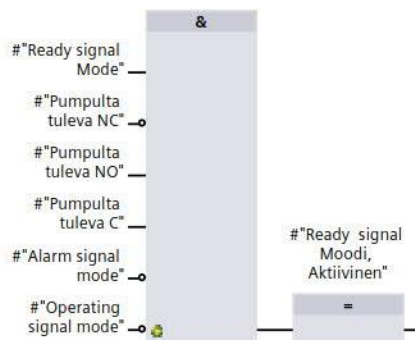 &
#"Ready signal
Mode"
#"Pumpulta
tuleva NC"
#"Pumpulta
tuleva NO"
#"Pumpulta
tuleva C"
#"Alarm signal
mode"
#"Operating
signal mode"
#"Ready signal
Moodi,
Aktiivinen"
=